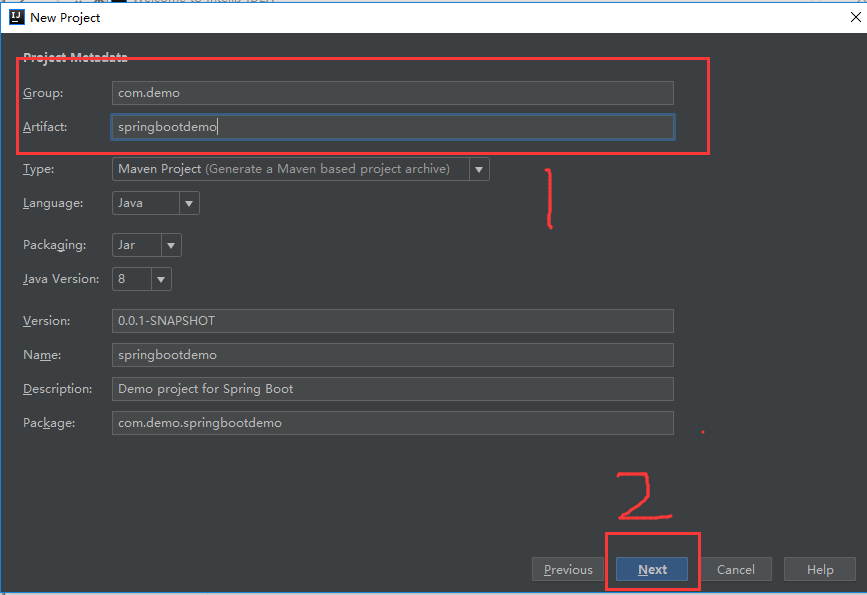 New Project
Project Metadata
Group: com.demo
Artifact: springbootdemo
Type: Maven Project (Generate a Maven based project archive)
Language: Java
Packaging: Jar
Java Version: 8
Version: 0.0.1-SNAPSHOT
Name: springbootdemo
Description: Demo project for Spring Boot
Package: com.demo.springbootdemo
1
2
Previous Next Cancel Help